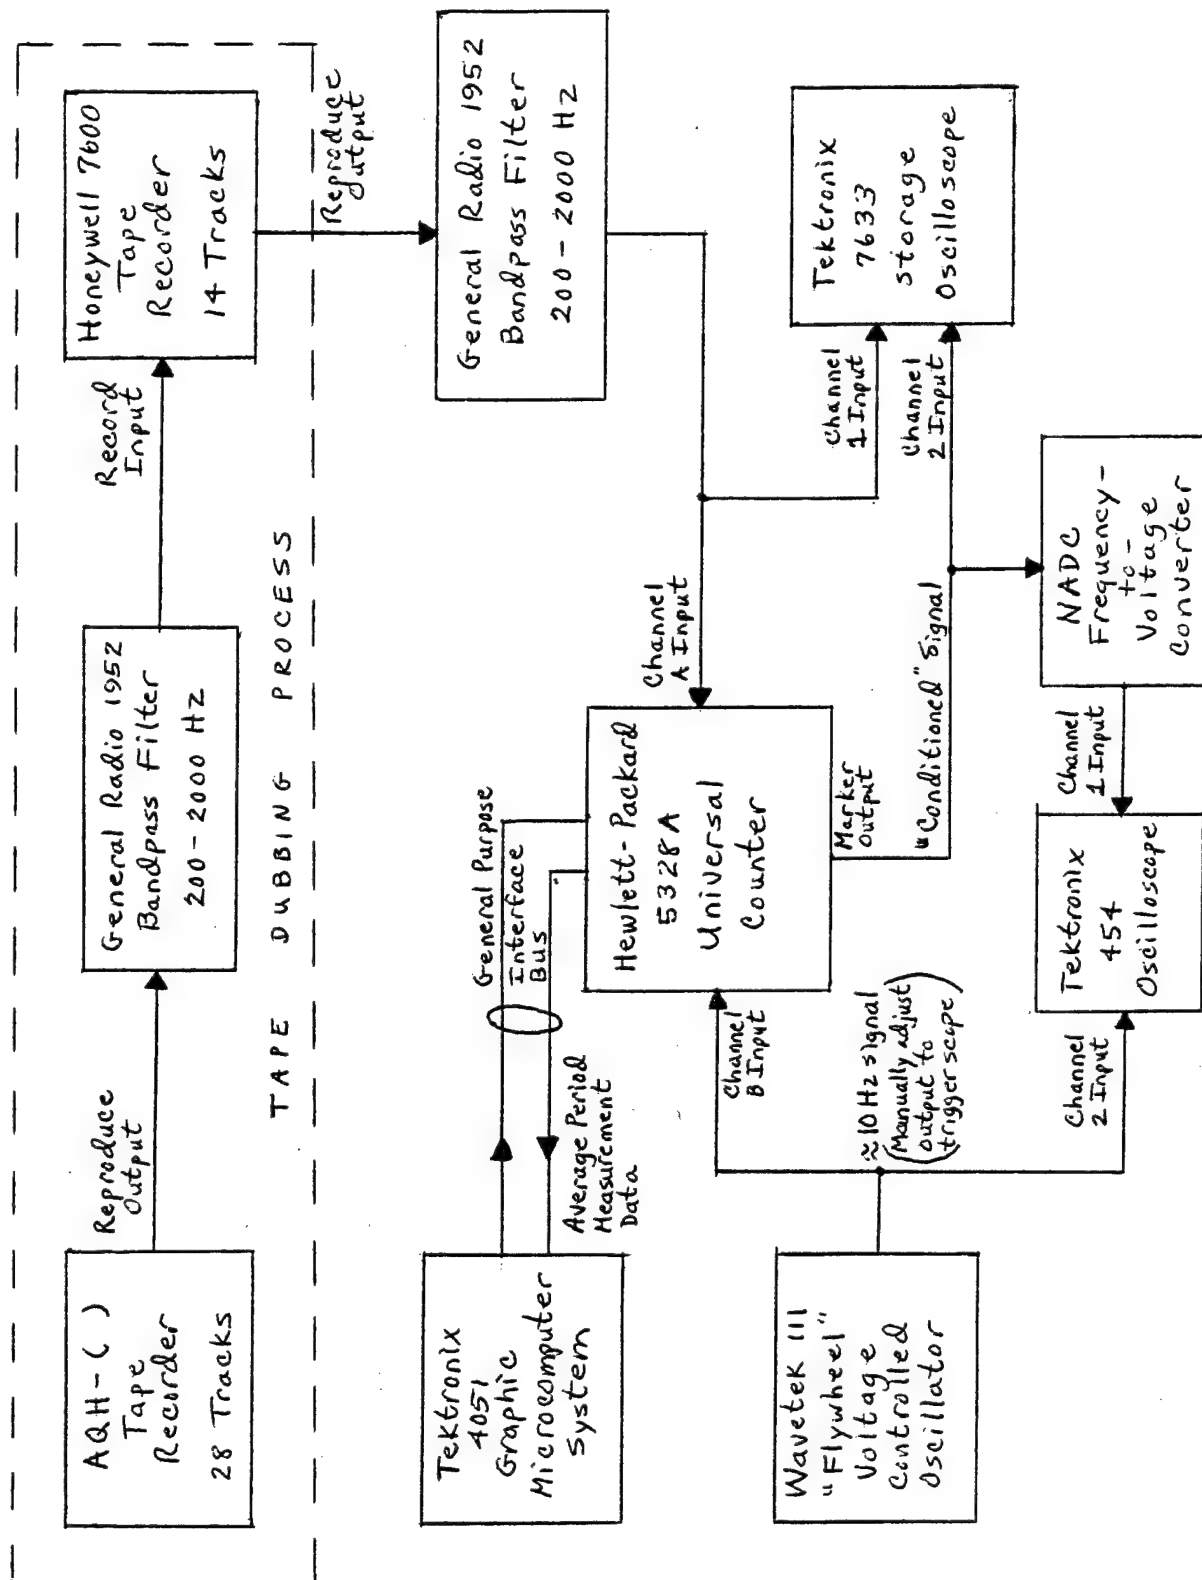 AQH-( )
Tape
Recorder
28 Tracks
Reproduce
Output
General Radio 1952
Bandpass Filter
200-2000 Hz
Record
Input
Honeywell 7600
Tape
Recorder
14 Tracks
TAPE DUBBING PROCESS
Reproduce
Output
General Radio 1952
Bandpass Filter
200-2000 Hz
Tektronix
4051
Graphic
Microcomputer
System
General Purpose
Interface
Bus
Average Period
Measurement
Data
Hewlett-Packard
5328A
Universal
Counter
Channel
A Input
Channel
B Input
Marker
Output
"Conditioned" Signal
Channel
1 Input
Channel
2 Input
Tektronix
7633
Storage
Oscilloscope
Wavetek 111
"Flywheel"
Voltage
Controlled
Oscillator
≈10 Hz signal
(Manually adjust
output to
trigger scope)
Channel
2 Input
Tektronix
454
Oscilloscope
Channel
1 Input
NADC
Frequency-
to-
Voltage
Converter